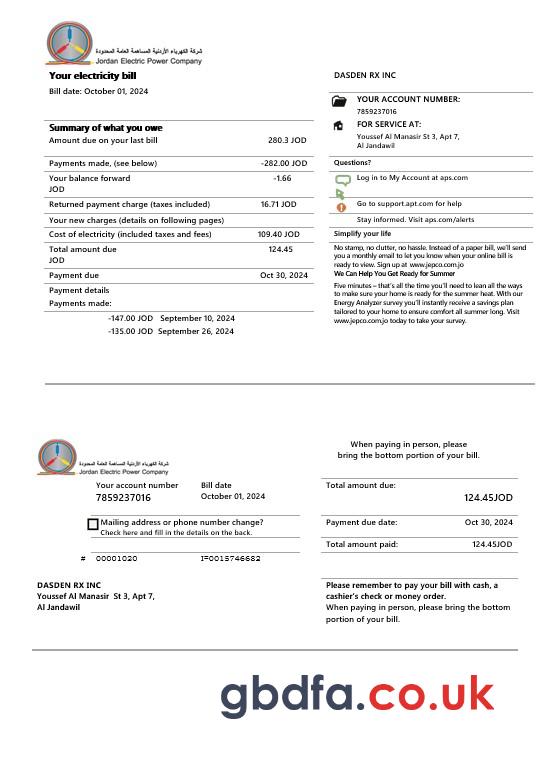 شركة الكهرباء الأردنية المساهمة العامة المحدودة
Jordan Electric Power Company
Your electricity bill
Bill date: October 01, 2024
Summary of what you owe
Amount due on your last bill 280.3 JOD
Payments made, (see below) -282.00 JOD
Your balance forward -1.66
JOD
Returned payment charge (taxes included) 16.71 JOD
Your new charges (details on following pages)
Cost of electricity (included taxes and fees) 109.40 JOD
Total amount due 124.45
JOD
Payment due Oct 30, 2024
Payment details
Payments made:
-147.00 JOD September 10, 2024
-135.00 JOD September 26, 2024
DASDEN RX INC
YOUR ACCOUNT NUMBER:
7859237016
FOR SERVICE AT:
Youssef Al Manasir St 3, Apt 7,
Al Jandawil
Questions?
Log in to My Account at aps.com
Go to support.apt.com for help
Stay informed. Visit aps.com/alerts
Simplify your life
No stamp, no clutter, no hassle. Instead of a paper bill, we'll send
you a monthly email to let you know when your online bill is
ready to view. Sign up at www.jepco.com.jo
We Can Help You Get Ready for Summer
Five minutes – that's all the time you'll need to lean all the ways
to make sure your home is ready for the summer heat. With our
Energy Analyzer survey you'll instantly receive a savings plan
tailored to your home to ensure comfort all summer long. Visit
www.jepco.com.jo today to take your survey.
شركة الكهرباء الأردنية المساهمة العامة المحدودة
Jordan Electric Power Company
When paying in person, please
bring the bottom portion of your bill.
Your account number Bill date
7859237016 October 01, 2024
Mailing address or phone number change?
Check here and fill in the details on the back.
# 00001020 I=0015746682
Total amount due:
124.45JOD
Payment due date: Oct 30, 2024
Total amount paid: 124.45JOD
DASDEN RX INC
Youssef Al Manasir St 3, Apt 7,
Al Jandawil
Please remember to pay your bill with cash, a
cashier's check or money order.
When paying in person, please bring the bottom
portion of your bill.
gbdfa.co.uk